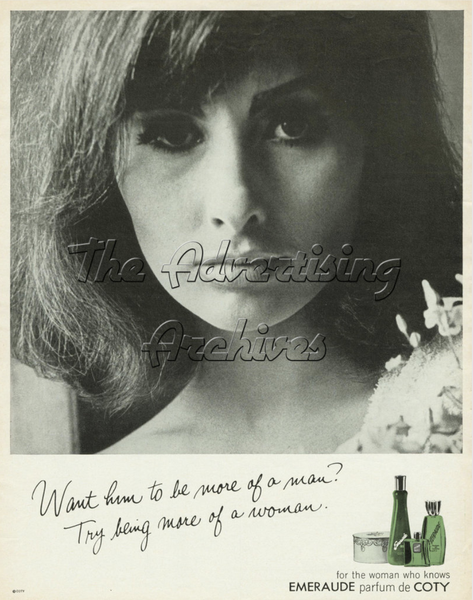 The Advertising
Archives
Want him to be more of a man?
Try being more of a woman.
for the woman who knows
EMERAUDE parfum de COTY